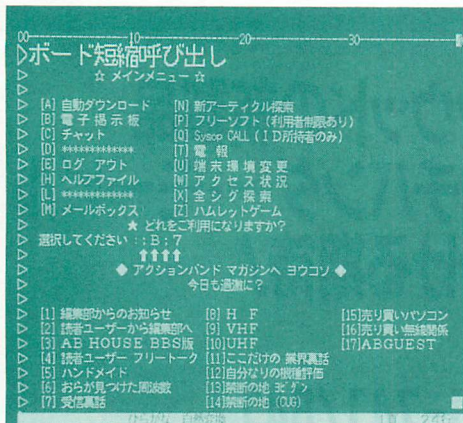 00 10 20 30
ボード短縮呼び出し
☆ メインメニュー ☆
[A] 自動ダウンロード [N] 新アーティクル探索
[B] 電子掲示板 [P] フリーソフト(利用者制限あり)
[C] チャット [Q] Sysop CALL(ID所持者のみ)
[D] ************* [T] 電報
[E] ログ アウト [U] 端末環境変更
[H] ヘルプファイル [W] アクセス状況
[L] ************* [X] 全シグ探索
[M] メールボックス [Z] ハムレットゲーム
★ どれをご利用になりますか?
選択してください :;B;7
⇧⇧⇧⇧
◆ アクションバンド マガジンヘ ヨウコソ ◆
今日も過激に?
[1] 編集部からのお知らせ [8] H F [15]売り買いパソコン
[2] 読者ユーザーから編集部へ [9] VHF [16]売り買い無線関係
[3] AB HOUSE BBS版 [10]UHF [17]ABGUEST
[4] 読者ユーザー フリートーク [11]ここだけの 業界裏話
[5] ハンドメイド [12]自分なりの機種評価
[6] おらが見つけた周波数 [13]禁断の地 ヨビダシ
[7] 受信裏話 [14]禁断の地 (CUG)